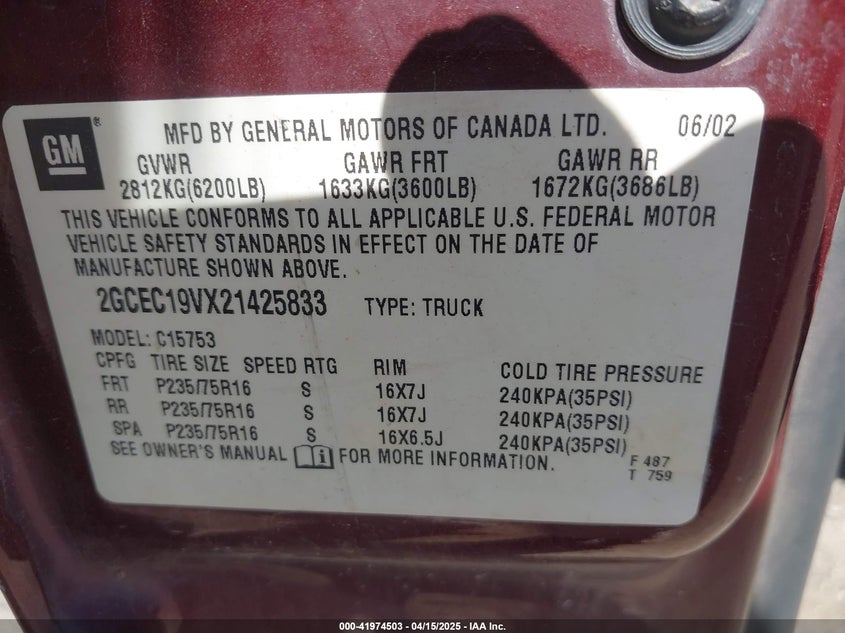 GM ®
MFD BY GENERAL MOTORS OF CANADA LTD. 06/02
GVWR GAWR FRT GAWR RR
2812KG(6200LB) 1633KG(3600LB) 1672KG(3686LB)
THIS VEHICLE CONFORMS TO ALL APPLICABLE U.S. FEDERAL MOTOR
VEHICLE SAFETY STANDARDS IN EFFECT ON THE DATE OF
MANUFACTURE SHOWN ABOVE.
2GCEC19VX21425833 TYPE: TRUCK
MODEL: C15753
CPFG TIRE SIZE SPEED RTG RIM COLD TIRE PRESSURE
FRT P235/75R16 S 16X7J 240KPA(35PSI)
RR P235/75R16 S 16X7J 240KPA(35PSI)
SPA P235/75R16 S 16X6.5J 240KPA(35PSI)
SEE OWNER'S MANUAL FOR MORE INFORMATION.
F 487
T 759
000-41974503 - 04/15/2025 - IAA Inc.